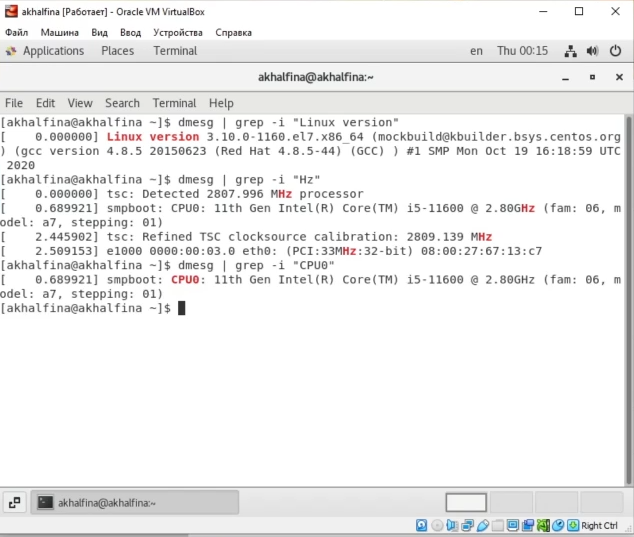 akhalfina [Работает] - Oracle VM VirtualBox
Файл Машина Вид Ввод Устройства Справка
Applications Places Terminal en Thu 00:15
akhalfina@akhalfina:~
File Edit View Search Terminal Help
[akhalfina@akhalfina ~]$ dmesg | grep -i "Linux version"
[    0.000000] Linux version 3.10.0-1160.el7.x86_64 (mockbuild@kbuilder.bsys.centos.org
) (gcc version 4.8.5 20150623 (Red Hat 4.8.5-44) (GCC) ) #1 SMP Mon Oct 19 16:18:59 UTC
 2020
[akhalfina@akhalfina ~]$ dmesg | grep -i "Hz"
[    0.000000] tsc: Detected 2807.996 MHz processor
[    0.689921] smpboot: CPU0: 11th Gen Intel(R) Core(TM) i5-11600 @ 2.80GHz (fam: 06, m
odel: a7, stepping: 01)
[    2.445902] tsc: Refined TSC clocksource calibration: 2809.139 MHz
[    2.509153] e1000 0000:00:03.0 eth0: (PCI:33MHz:32-bit) 08:00:27:67:13:c7
[akhalfina@akhalfina ~]$ dmesg | grep -i "CPU0"
[    0.689921] smpboot: CPU0: 11th Gen Intel(R) Core(TM) i5-11600 @ 2.80GHz (fam: 06, m
odel: a7, stepping: 01)
[akhalfina@akhalfina ~]$
akhalfina@akhalfina:~
Right Ctrl